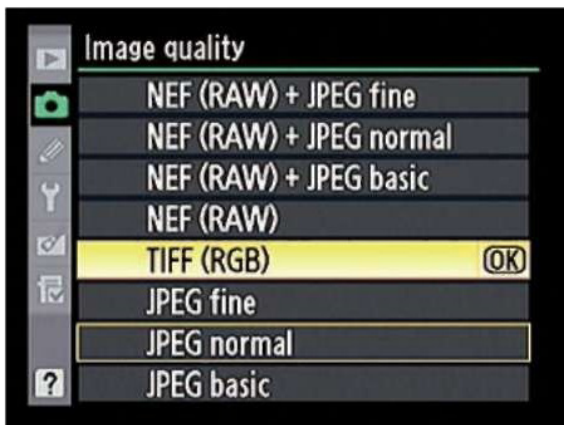 Image quality
NEF (RAW) + JPEG fine
NEF (RAW) + JPEG normal
NEF (RAW) + JPEG basic
NEF (RAW)
TIFF (RGB) OK
JPEG fine
JPEG normal
JPEG basic
?